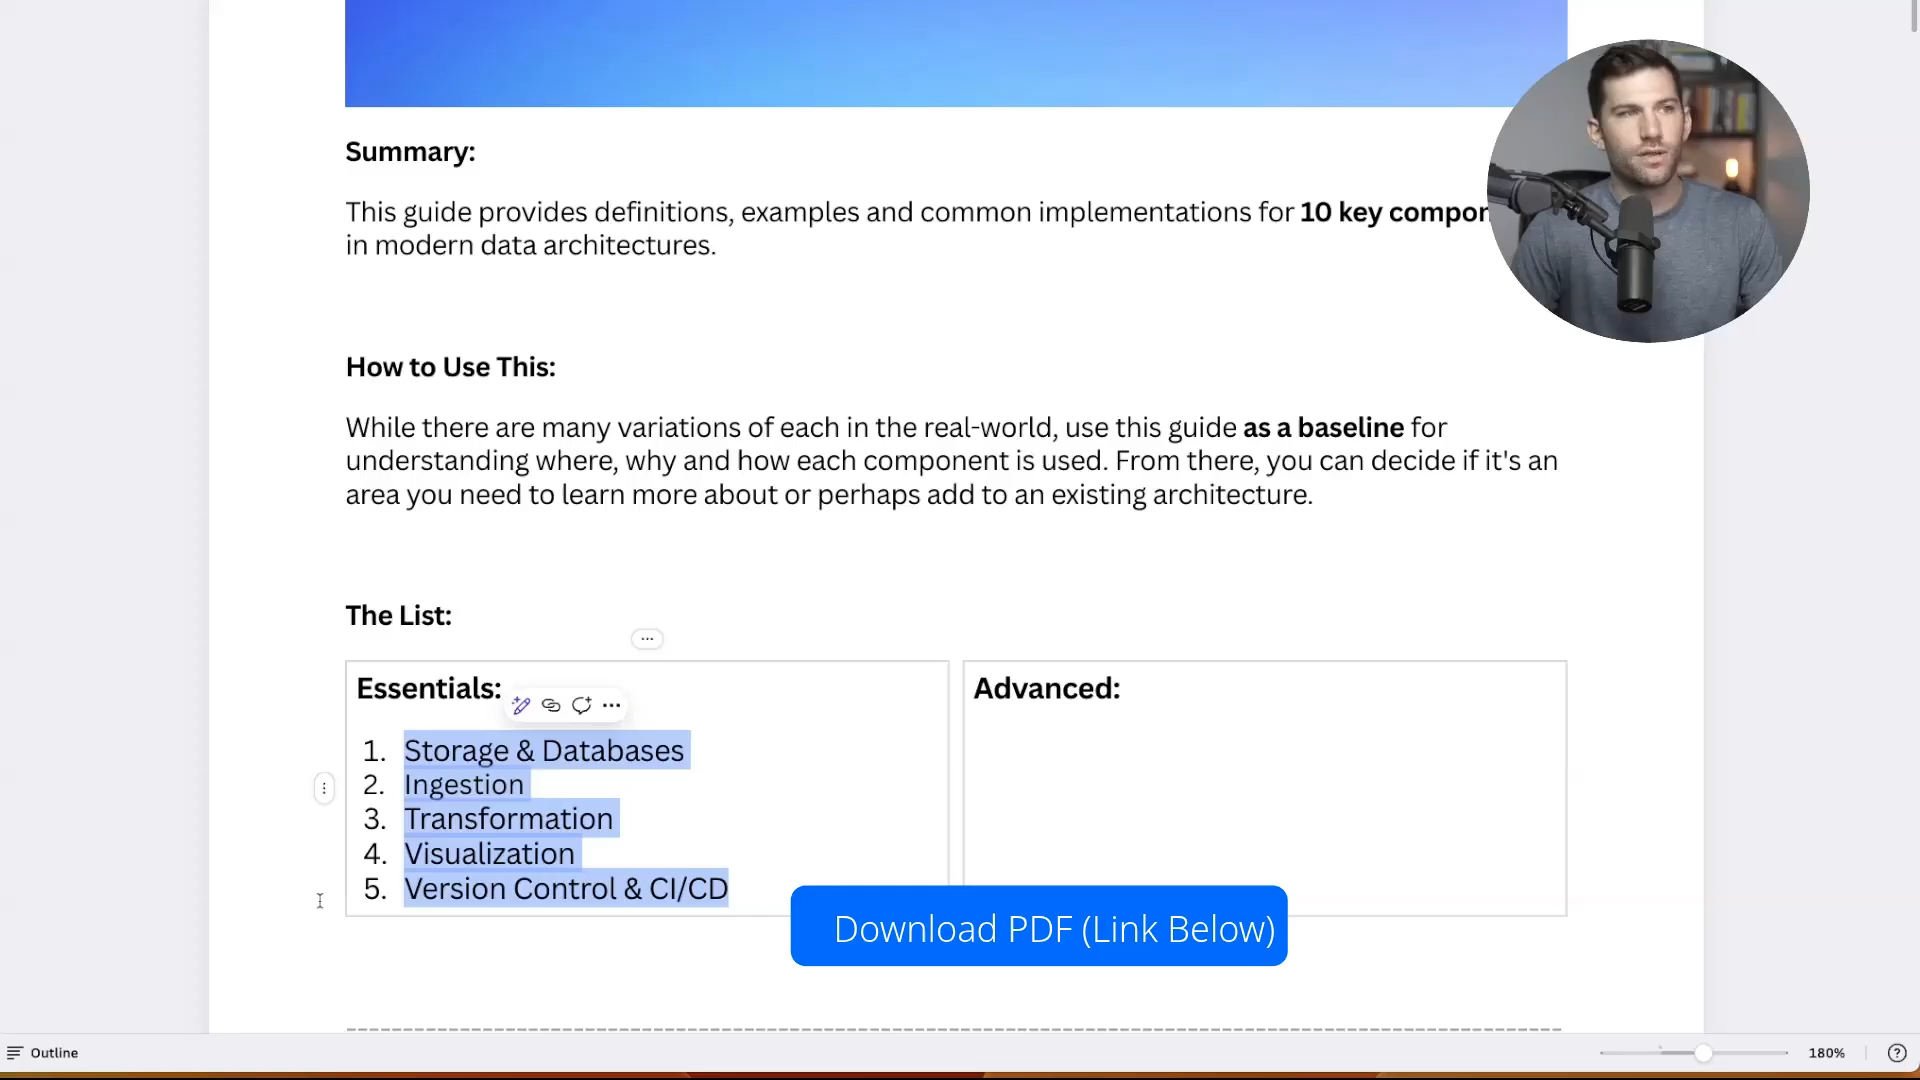 Summary:
This guide provides definitions, examples and common implementations for 10 key compon
in modern data architectures.
How to Use This:
While there are many variations of each in the real-world, use this guide as a baseline for
understanding where, why and how each component is used. From there, you can decide if it's an
area you need to learn more about or perhaps add to an existing architecture.
The List:
Essentials:
1. Storage & Databases
2. Ingestion
3. Transformation
4. Visualization
5. Version Control & CI/CD
Advanced:
Download PDF (Link Below)
Outline
180%